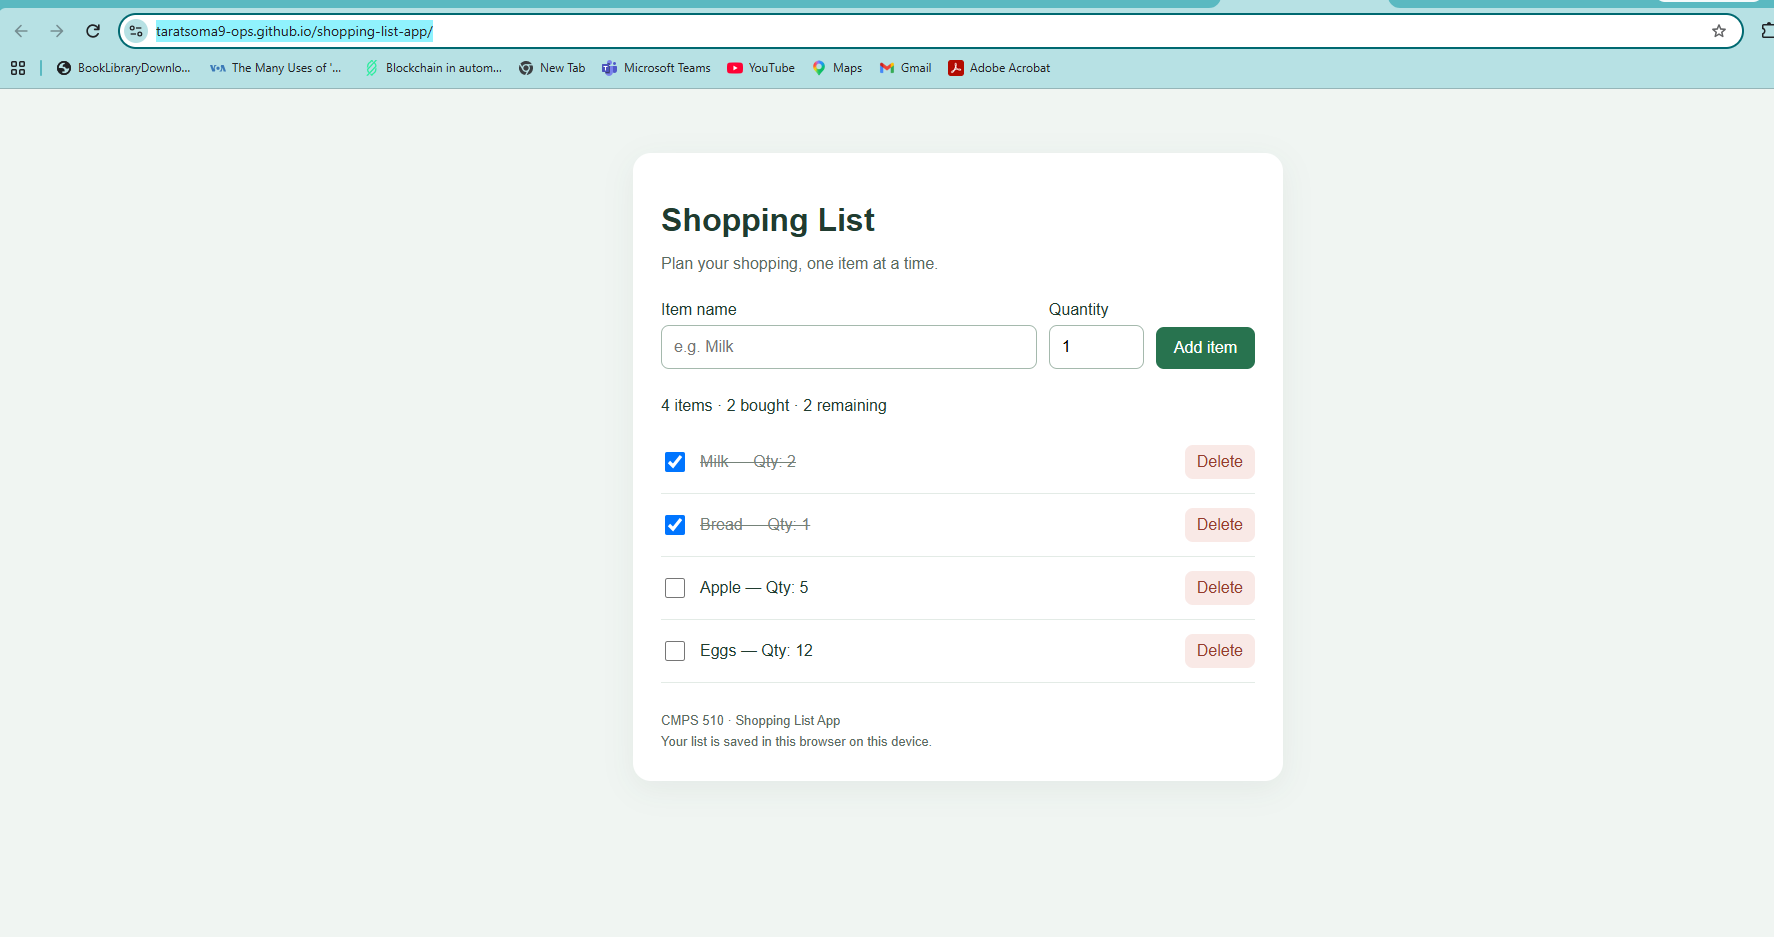 taratsoma9-ops.github.io/shopping-list-app/
BookLibraryDownlo... VOA The Many Uses of '... Blockchain in autom... New Tab Microsoft Teams YouTube Maps Gmail Adobe Acrobat
Shopping List
Plan your shopping, one item at a time.
Item name Quantity
e.g. Milk 1 Add item
4 items · 2 bought · 2 remaining
Milk — Qty: 2 Delete
Bread — Qty: 1 Delete
Apple — Qty: 5 Delete
Eggs — Qty: 12 Delete
CMPS 510 · Shopping List App
Your list is saved in this browser on this device.